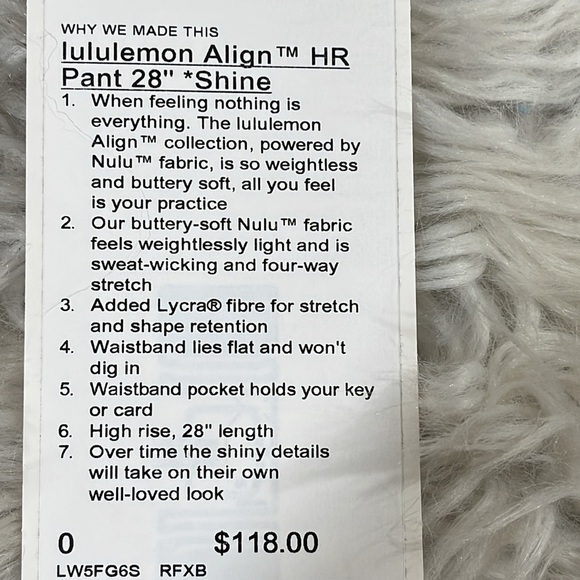 WHY WE MADE THIS
lululemon Align™ HR
Pant 28" *Shine
1. When feeling nothing is
everything. The lululemon
Align™ collection, powered by
Nulu™ fabric, is so weightless
and buttery soft, all you feel
is your practice
2. Our buttery-soft Nulu™ fabric
feels weightlessly light and is
sweat-wicking and four-way
stretch
3. Added Lycra® fibre for stretch
and shape retention
4. Waistband lies flat and won't
dig in
5. Waistband pocket holds your key
or card
6. High rise, 28" length
7. Over time the shiny details
will take on their own
well-loved look
0 $118.00
LW5FG6S RFXB